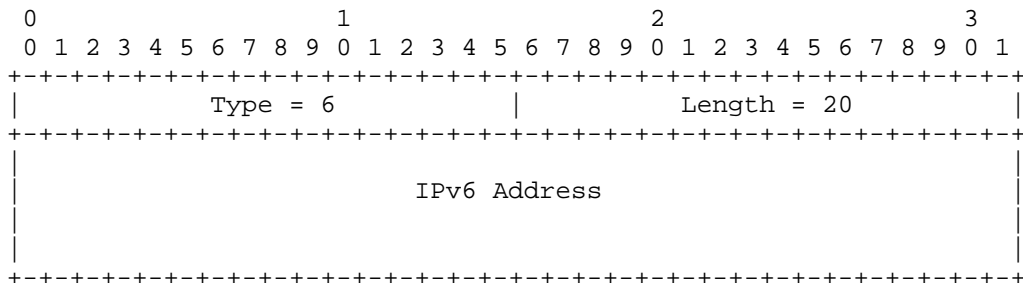 0                   1                   2                   3
 0 1 2 3 4 5 6 7 8 9 0 1 2 3 4 5 6 7 8 9 0 1 2 3 4 5 6 7 8 9 0 1
+-+-+-+-+-+-+-+-+-+-+-+-+-+-+-+-+-+-+-+-+-+-+-+-+-+-+-+-+-+-+-+-+
|            Type = 6           |          Length = 20          |
+-+-+-+-+-+-+-+-+-+-+-+-+-+-+-+-+-+-+-+-+-+-+-+-+-+-+-+-+-+-+-+-+
|                                                               |
|                         IPv6 Address                          |
|                                                               |
|                                                               |
+-+-+-+-+-+-+-+-+-+-+-+-+-+-+-+-+-+-+-+-+-+-+-+-+-+-+-+-+-+-+-+-+